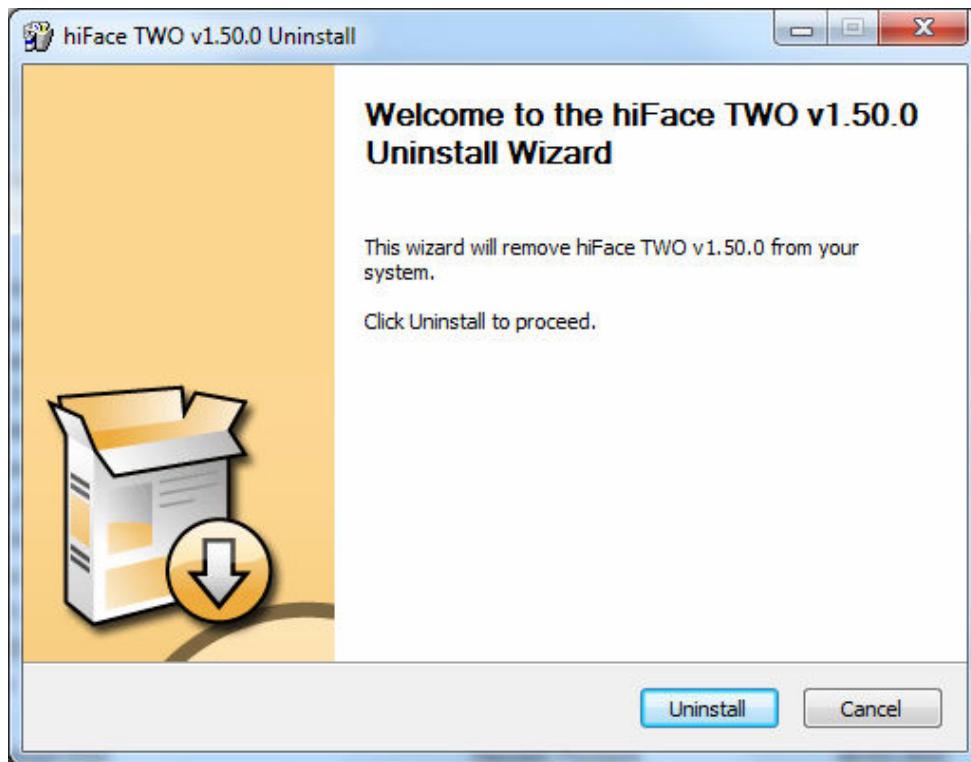 hiFace TWO v1.50.0 Uninstall
Welcome to the hiFace TWO v1.50.0
Uninstall Wizard
This wizard will remove hiFace TWO v1.50.0 from your
system.
Click Uninstall to proceed.
Uninstall Cancel